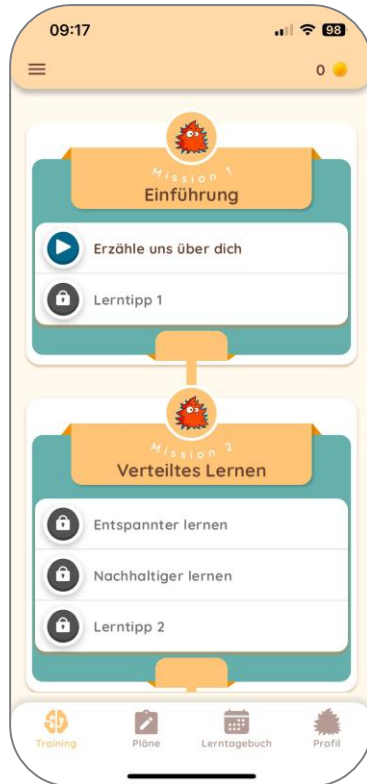 09:17
98
0
Mission 1
Einführung
Erzähle uns über dich
Lerntipp 1
Mission 2
Verteiltes Lernen
Entspannter lernen
Nachhaltiger lernen
Lerntipp 2
Training Pläne Lerntagebuch Profil